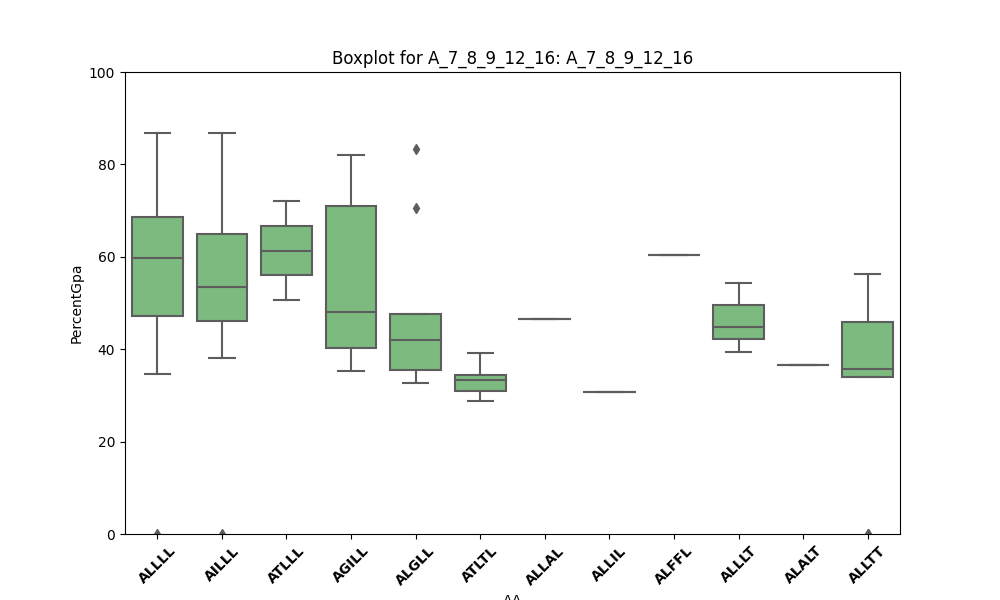 Boxplot for A_7_8_9_12_16: A_7_8_9_12_16
100
80
60
40
20
0
PercentGpa
ALLLL
AILLL
ATLLL
AGILL
ALGLL
ATLTL
ALLAL
ALLIL
ALFFL
ALLLT
ALALT
ALLTT
AA